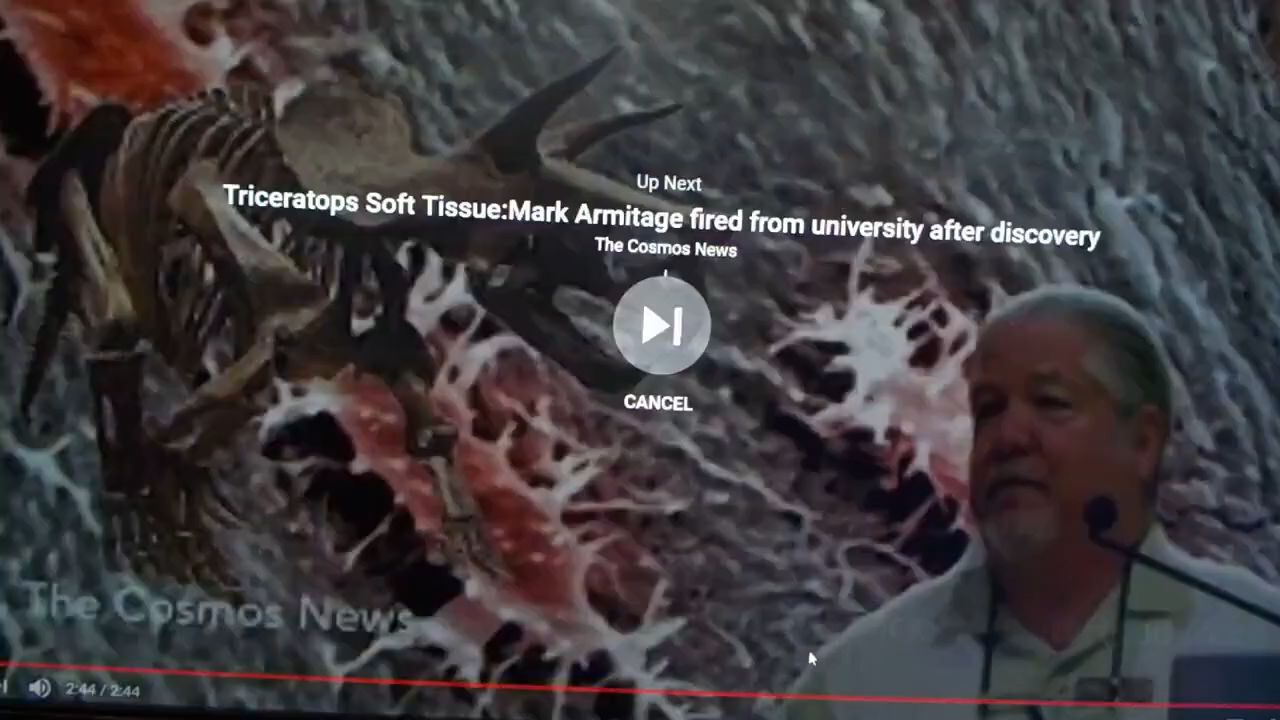 Up Next
Triceratops Soft Tissue:Mark Armitage fired from university after discovery
The Cosmos News
CANCEL
The Cosmos News
2:44 / 2:44